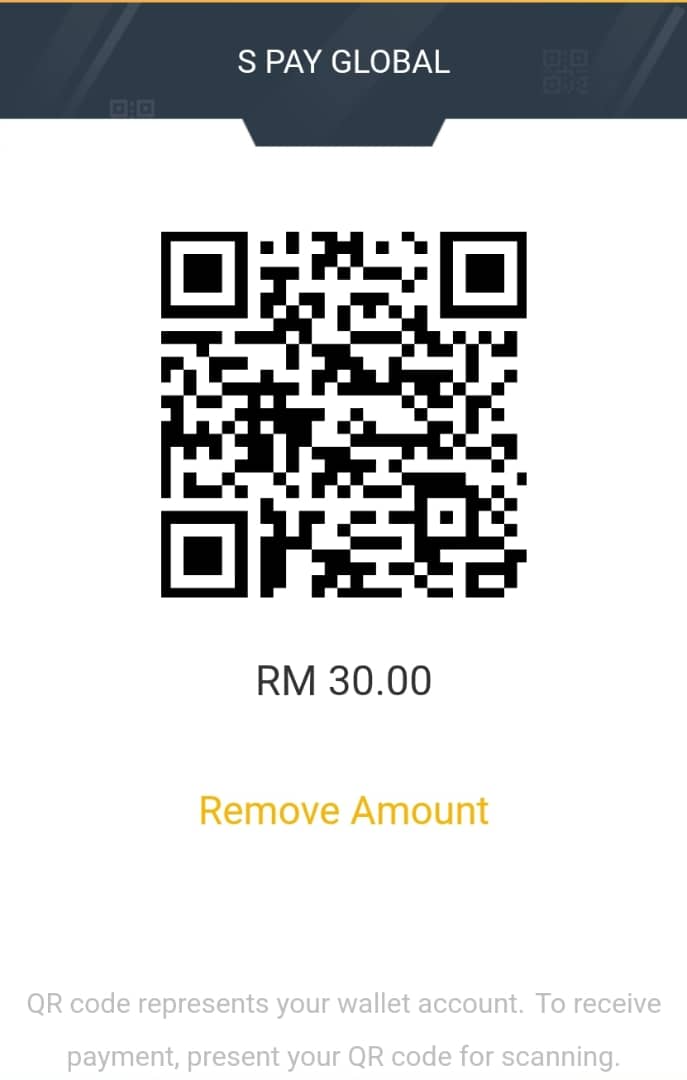 S PAY GLOBAL
RM 30.00
Remove Amount
QR code represents your wallet account. To receive
payment, present your QR code for scanning.